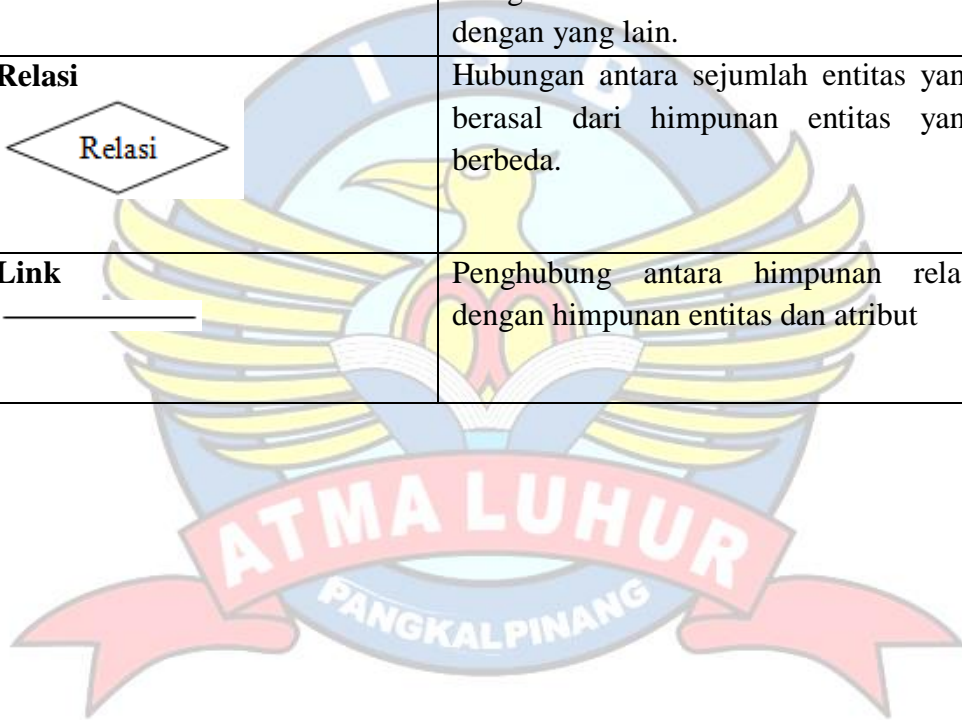 dengan yang lain.
Relasi
Relasi
Hubungan antara sejumlah entitas yan
berasal dari himpunan entitas yan
berbeda.
Link
Penghubung antara himpunan rela
dengan himpunan entitas dan atribut
I S B
ATMA LUHUR
PANGKALPINANG